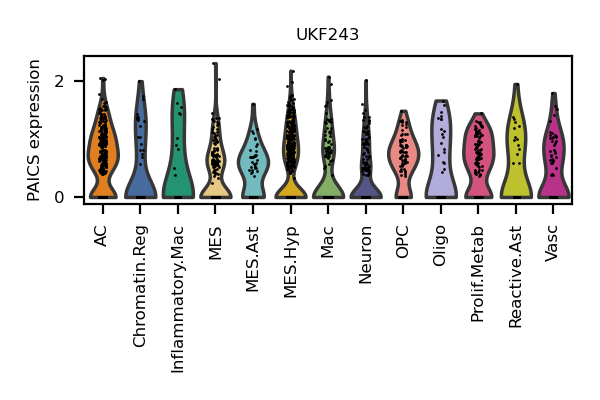 UKF243
PAICS expression
2
0
AC
Chromatin.Reg
Inflammatory.Mac
MES
MES.Ast
MES.Hyp
Mac
Neuron
OPC
Oligo
Prolif.Metab
Reactive.Ast
Vasc